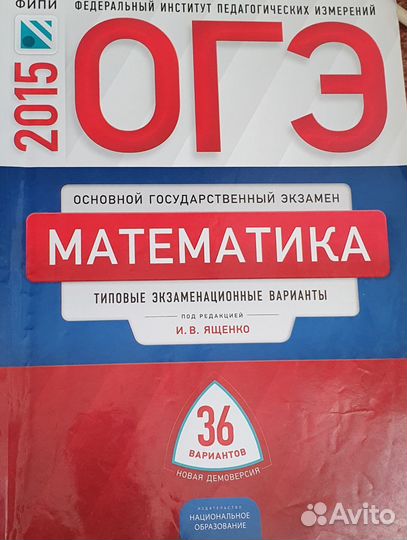 ФИПИ
ФЕДЕРАЛЬНЫЙ ИНСТИТУТ ПЕДАГОГИЧЕСКИХ ИЗМЕРЕНИЙ
2015
ОГЭ
ОСНОВНОЙ ГОСУДАРСТВЕННЫЙ ЭКЗАМЕН
МАТЕМАТИКА
ТИПОВЫЕ ЭКЗАМЕНАЦИОННЫЕ ВАРИАНТЫ
ПОД РЕДАКЦИЕЙ
И. В. ЯЩЕНКО
36
ВАРИАНТОВ
НОВАЯ ДЕМОВЕРСИЯ
ИЗДАТЕЛЬСТВО
НАЦИОНАЛЬНОЕ
ОБРАЗОВАНИЕ
Avito